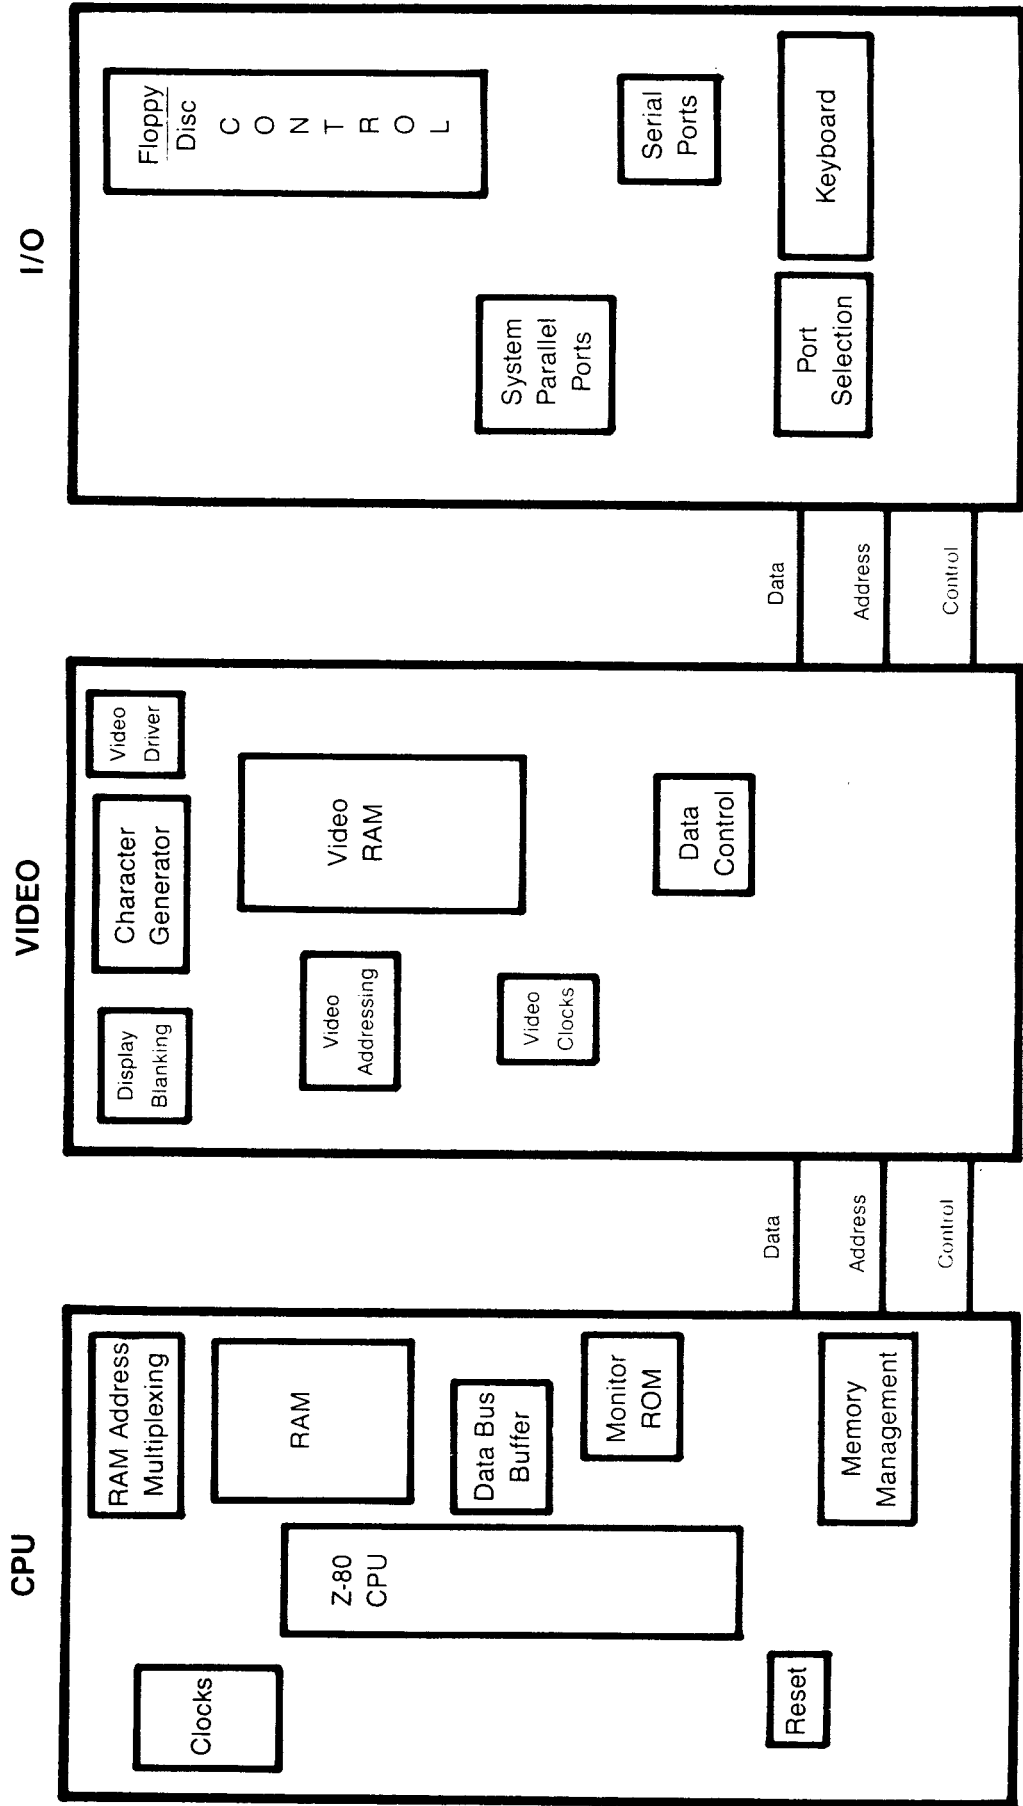 CPU
Clocks
Z-80
CPU
Reset
RAM Address
Multiplexing
RAM
Data Bus
Buffer
Monitor
ROM
Memory
Management
Data
Address
Control
VIDEO
Display
Blanking
Character
Generator
Video
Driver
Video
Addressing
Video
RAM
Video
Clocks
Data
Control
Data
Address
Control
I/O
Floppy
Disc
C
O
N
T
R
O
L
System
Parallel
Ports
Serial
Ports
Port
Selection
Keyboard